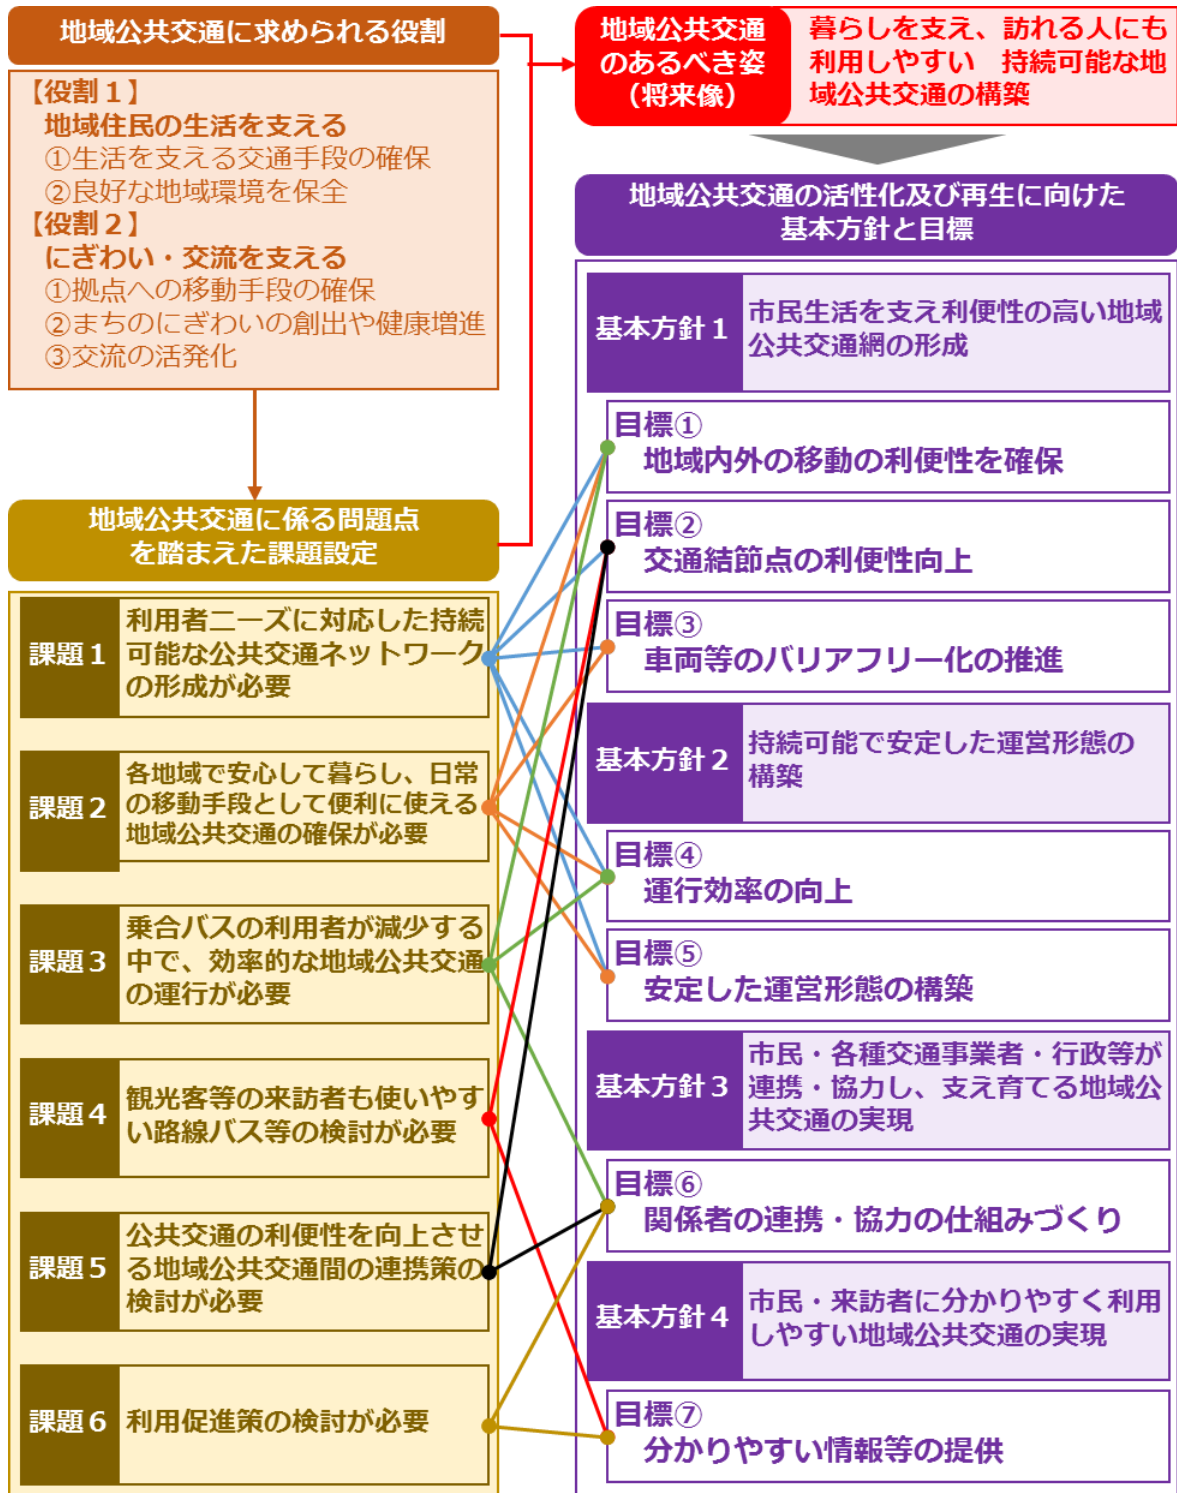 地域公共交通に求められる役割
【役割１】
地域住民の生活を支える
①生活を支える交通手段の確保
②良好な地域環境を保全
【役割２】
にぎわい・交流を支える
①拠点への移動手段の確保
②まちのにぎわいの創出や健康増進
③交流の活発化
地域公共交通に係る問題点
を踏まえた課題設定
課題１
利用者ニーズに対応した持続
可能な公共交通ネットワーク
の形成が必要
課題２
各地域で安心して暮らし、日常
の移動手段として便利に使える
地域公共交通の確保が必要
課題３
乗合バスの利用者が減少する
中で、効率的な地域公共交通
の運行が必要
課題４
観光客等の来訪者も使いやす
い路線バス等の検討が必要
課題５
公共交通の利便性を向上させ
る地域公共交通間の連携策の
検討が必要
課題６
利用促進策の検討が必要
地域公共交通
のあるべき姿
（将来像）
暮らしを支え、訪れる人にも
利用しやすい　持続可能な地
域公共交通の構築
地域公共交通の活性化及び再生に向けた
基本方針と目標
基本方針１
市民生活を支え利便性の高い地域
公共交通網の形成
目標①
地域内外の移動の利便性を確保
目標②
交通結節点の利便性向上
目標③
車両等のバリアフリー化の推進
基本方針２
持続可能で安定した運営形態の
構築
目標④
運行効率の向上
目標⑤
安定した運営形態の構築
基本方針３
市民・各種交通事業者・行政等が
連携・協力し、支え育てる地域公
共交通の実現
目標⑥
関係者の連携・協力の仕組みづくり
基本方針４
市民・来訪者に分かりやすく利用
しやすい地域公共交通の実現
目標⑦
分かりやすい情報等の提供